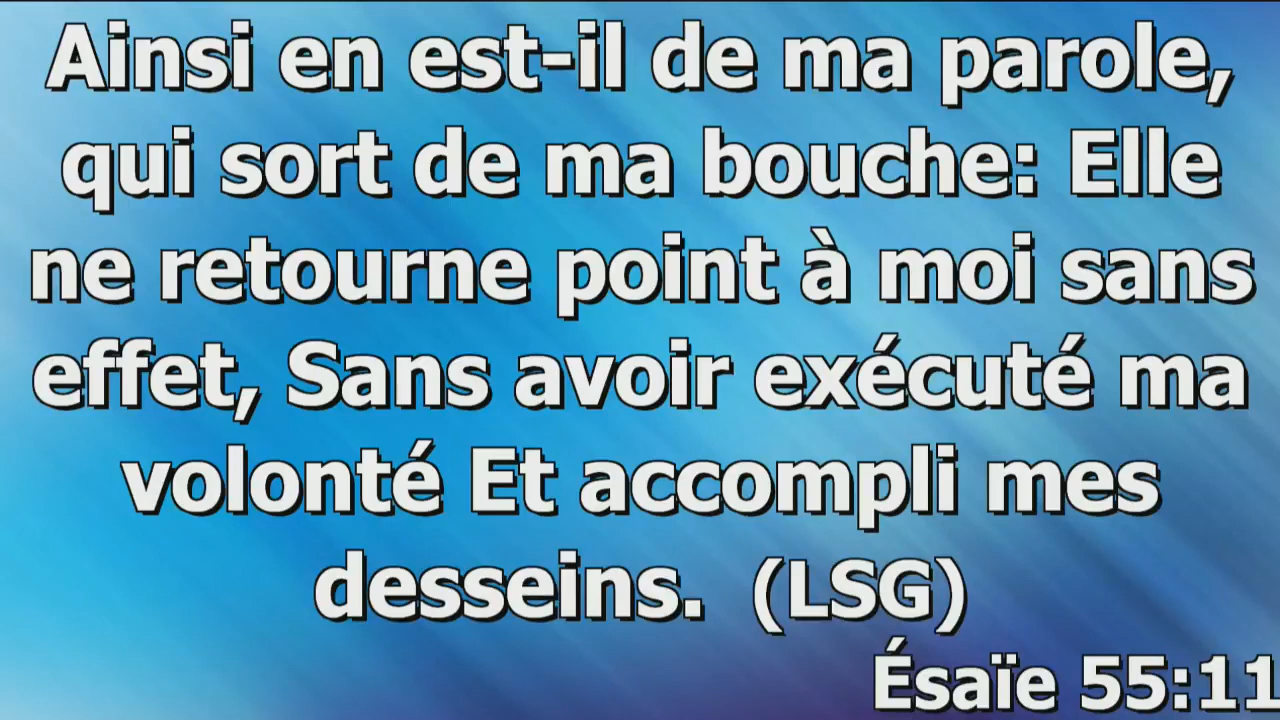 Ainsi en est-il de ma parole,
qui sort de ma bouche: Elle
ne retourne point à moi sans
effet, Sans avoir exécuté ma
volonté Et accompli mes
desseins.  (LSG)
Ésaïe 55:11